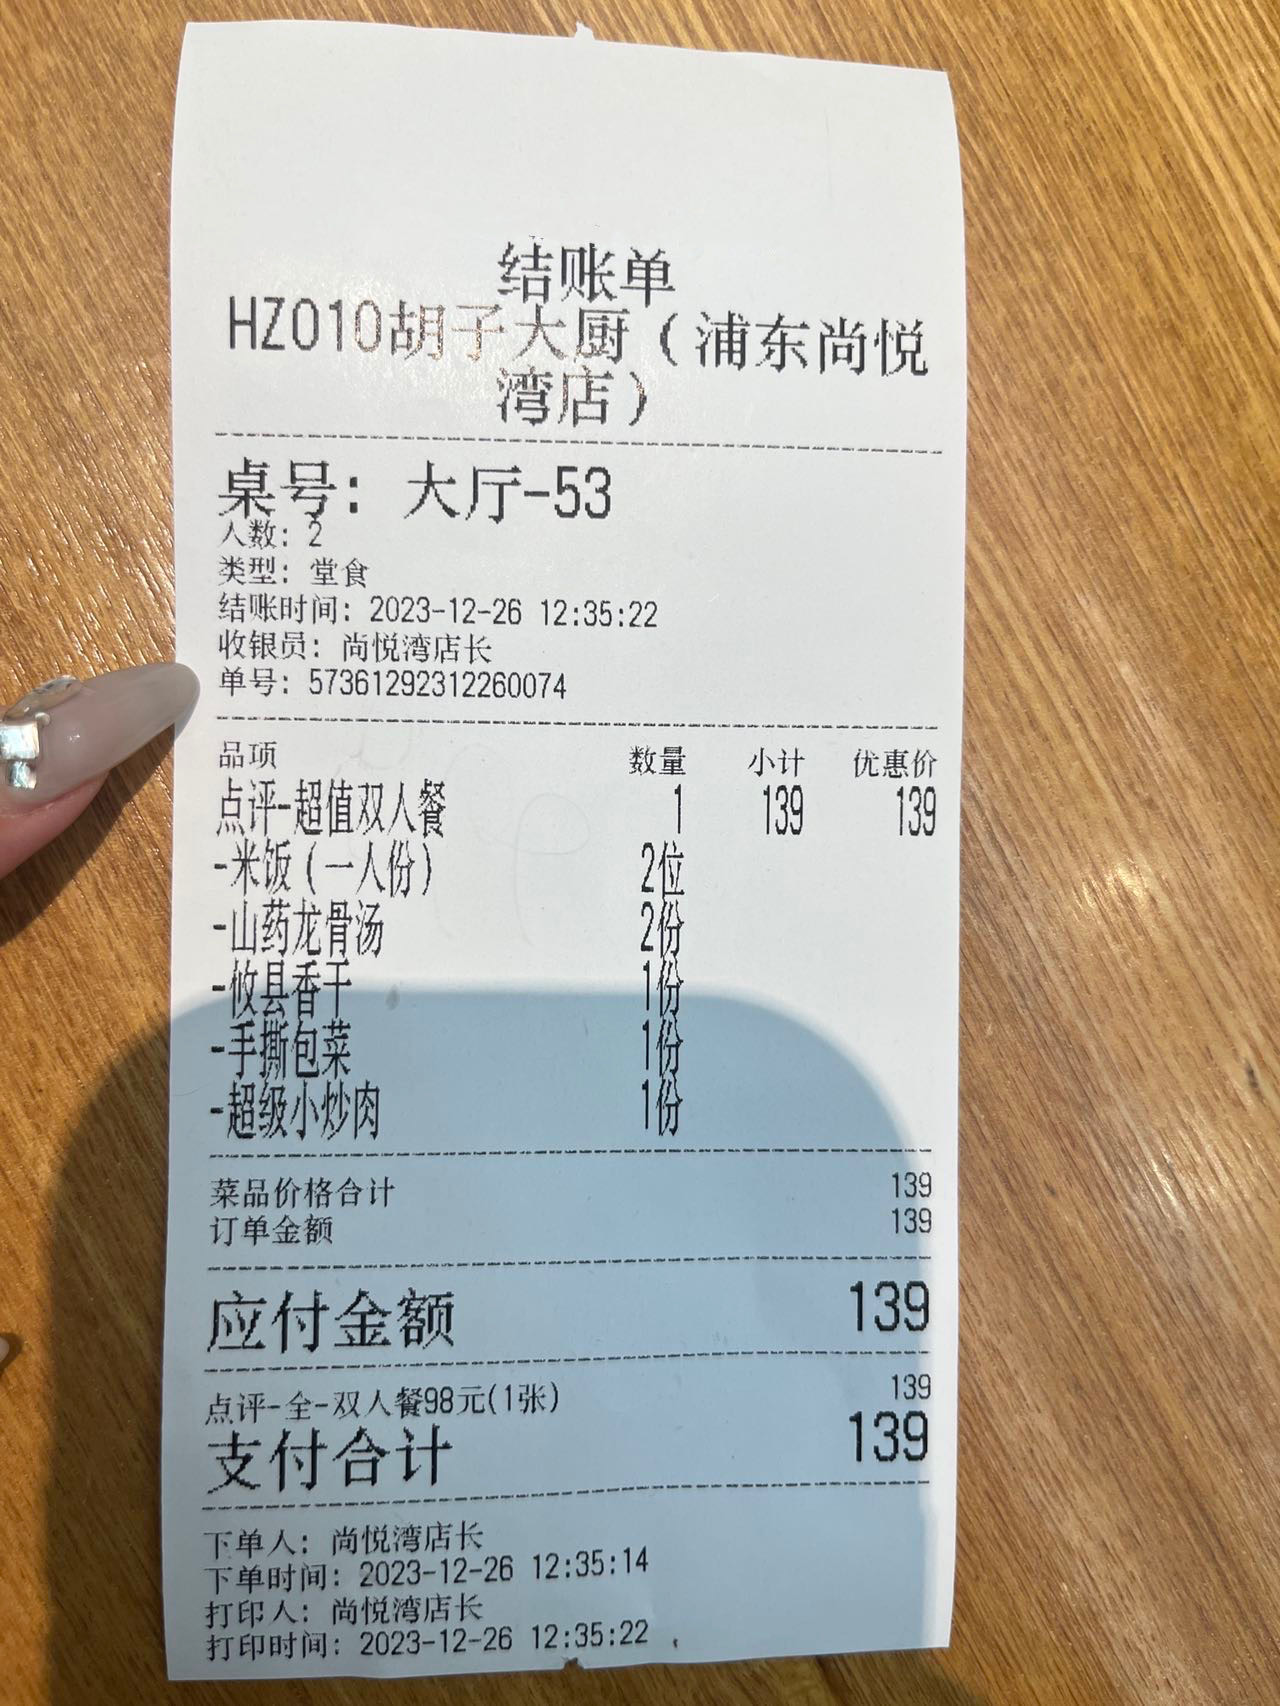 结账单
HZ010胡子大厨（浦东尚悦
湾店）
桌号：大厅-53
人数：2
类型：堂食
结账时间：2023-12-26 12:35:22
收银员：尚悦湾店长
单号：57361292312260074
品项 数量 小计 优惠价
点评-超值双人餐 1 139 139
-米饭（一人份） 2位
-山药龙骨汤 2份
-攸县香干 1份
-手撕包菜 1份
-超级小炒肉 1份
菜品价格合计 139
订单金额 139
应付金额 139
点评-全-双人餐98元(1张) 139
支付合计 139
下单人：尚悦湾店长
下单时间：2023-12-26 12:35:14
打印人：尚悦湾店长
打印时间：2023-12-26 12:35:22